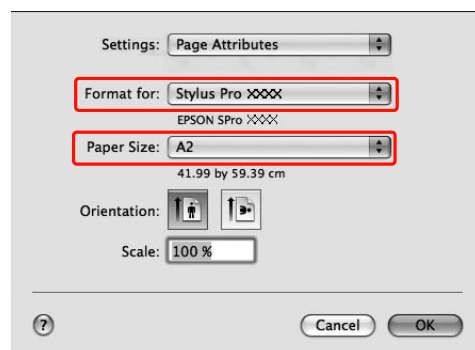 Settings: Page Attributes
Format for: Stylus Pro XXXX
EPSON SPro XXXX
Paper Size: A2
41.99 by 59.39 cm
Orientation:
Scale: 100 %
? Cancel OK